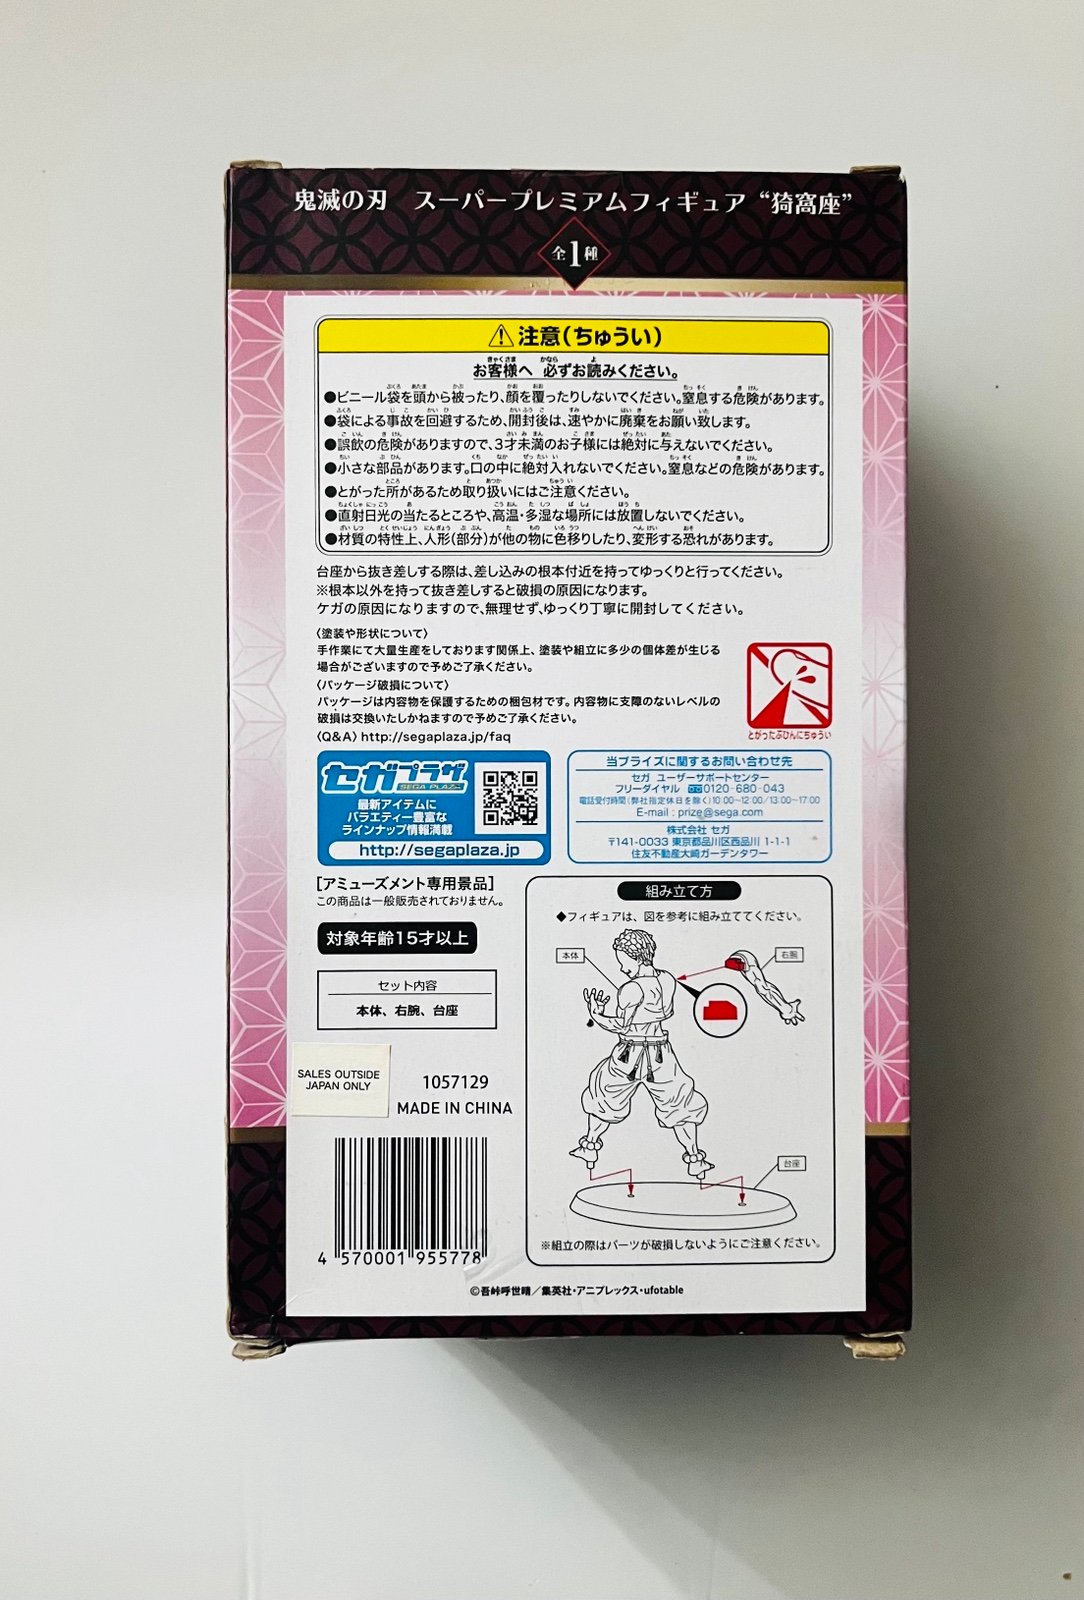 鬼滅の刃 スーパープレミアムフィギュア “猗窩座”
全1種
⚠注意(ちゅうい)
お客様へ 必ずお読みください。
●ビニール袋を頭から被ったり、顔を覆ったりしないでください。窒息する危険があります。
●袋による事故を回避するため、開封後は、速やかに廃棄をお願い致します。
●誤飲の危険がありますので、3才未満のお子様には絶対に与えないでください。
●小さな部品があります。口の中に絶対入れないでください。窒息などの危険があります。
●とがった所があるため取り扱いにはご注意ください。
●直射日光の当たるところや、高温・多湿な場所には放置しないでください。
●材質の特性上、人形(部分)が他の物に色移りしたり、変形する恐れがあります。
台座から抜き差しする際は、差し込みの根本付近を持ってゆっくりと行ってください。
※根本以外を持って抜き差しすると破損の原因になります。
ケガの原因になりますので、無理せず、ゆっくり丁寧に開封してください。
〈塗装や形状について〉
手作業にて大量生産をしております関係上、塗装や組立に多少の個体差が生じる
場合がございますので予めご了承ください。
〈パッケージ破損について〉
パッケージは内容物を保護するための梱包材です。内容物に支障のないレベルの
破損は交換いたしかねますので予めご了承ください。
〈Q&A〉http://segaplaza.jp/faq
とがったぶひんにちゅうい
セガプラザ
SEGA PLAZA
最新アイテムに
バラエティー豊富な
ラインナップ情報満載
http://segaplaza.jp
当プライズに関するお問い合わせ先
セガ ユーザーサポートセンター
フリーダイヤル 0120-680-043
電話受付時間(弊社指定休日を除く)10:00~12:00/13:00~17:00
E-mail : prize@sega.com
株式会社 セガ
〒141-0033 東京都品川区西品川 1-1-1
住友不動産大崎ガーデンタワー
[アミューズメント専用景品]
この商品は一般販売されておりません。
対象年齢15才以上
セット内容
本体、右腕、台座
組み立て方
◆フィギュアは、図を参考に組み立ててください。
本体
右腕
台座
※組立の際はパーツが破損しないようにご注意ください。
SALES OUTSIDE
JAPAN ONLY
1057129
MADE IN CHINA
4 570001 955778
©吾峠呼世晴／集英社・アニプレックス・ufotable